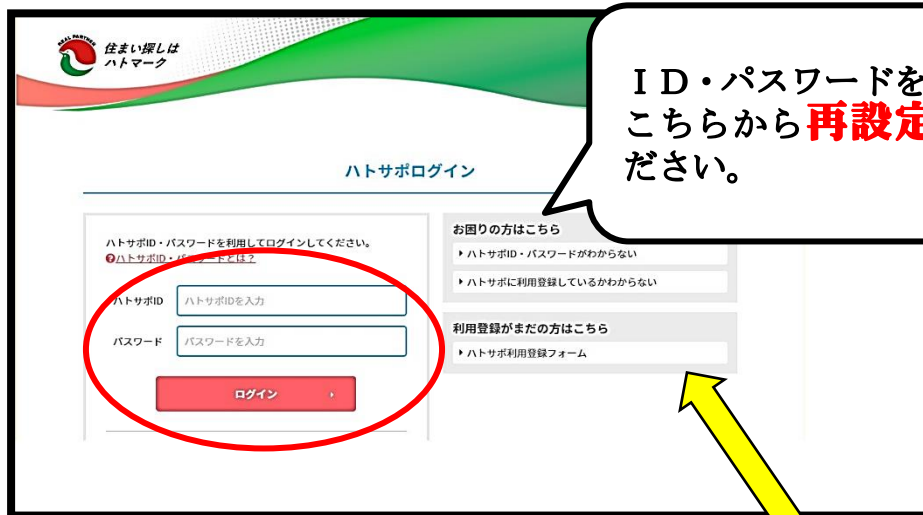 REAL PARTNER
住まい探しは
ハトマーク
ＩＤ・パスワードを
こちらから再設定
ださい。
ハトサポログイン
ハトサポID・パスワードを利用してログインしてください。
ハトサポID・パスワードとは？
ハトサポID
ハトサポIDを入力
パスワード
パスワードを入力
ログイン
お困りの方はこちら
ハトサポID・パスワードがわからない
ハトサポに利用登録しているかわからない
利用登録がまだの方はこちら
ハトサポ利用登録フォーム